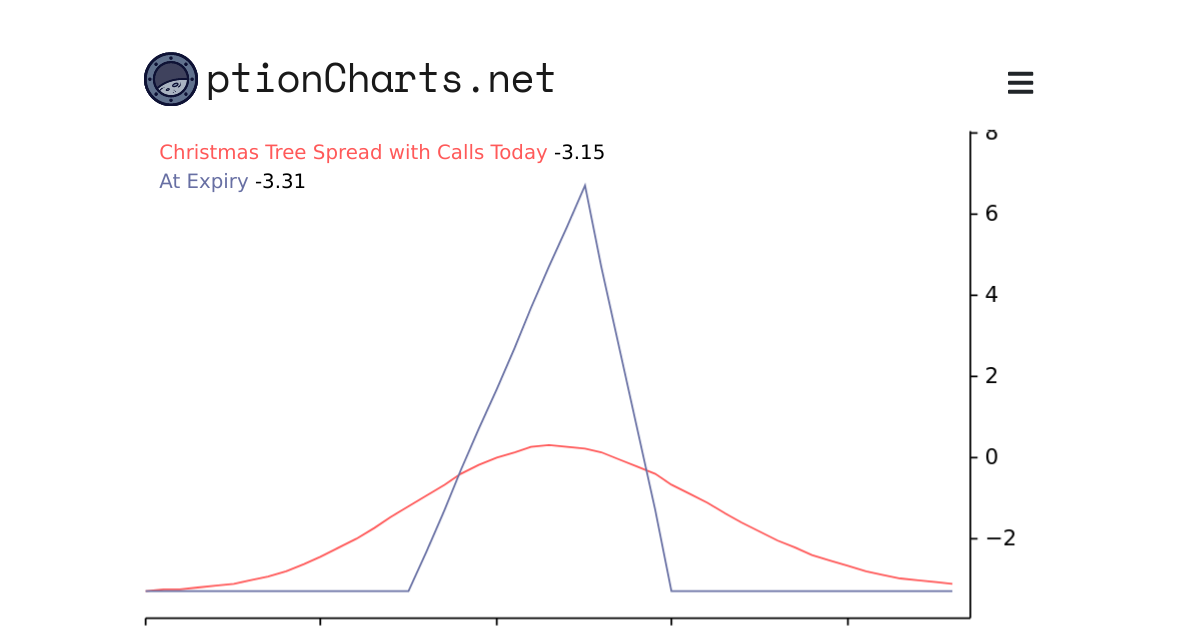 ptionCharts.net
Christmas Tree Spread with Calls Today -3.15
At Expiry -3.31
8
6
4
2
0
−2